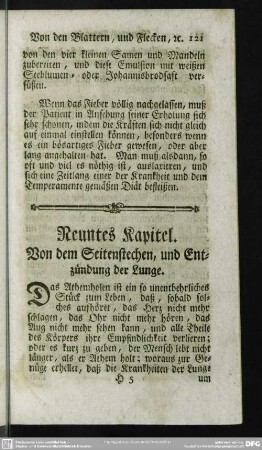 Von den Blattern, und Flecken, ꝛc. 121
von den vier kleinen Samen und Mandeln
zubereiten, und diese Emulsion mit weißen
Seeblumen- oder Johannisbrodsaft ver-
süssen.
Wenn das Fieber völlig nachgelassen, muß
der Patient in Ansehung seiner Erholung sich
sehr schonen, indem die Kräften sich nicht gleich
auf einmal einstellen können, besonders wenn
es ein bösartiges Fieber gewesen, oder aber
lang angehalten hat. Man muß alsdann, so
oft und viel es nöthig ist, auslariren, und
sich eine Zeitlang einer der Krankheit und dem
Temperamente gemäßen Diät befleißen.
Neuntes Kapitel.
Von dem Seitenstechen, und Ent-
zündung der Lunge.
Das Athemholen ist ein so unentbehrliches
Stück zum Leben, daß, sobald sol-
ches aufhöret, das Herz nicht mehr
schlagen, das Ohr nicht mehr hören, das
Aug nicht mehr sehen kann, und alle Theils
des Körpers ihre Empfindlichkeit verlieren;
oder es kurz zu geben, der Mensch lebt nicht
länger, als er Athem holt; woraus zur Ge-
nüge erhellet, daß die Krankheiten der Lunge
H 5 um